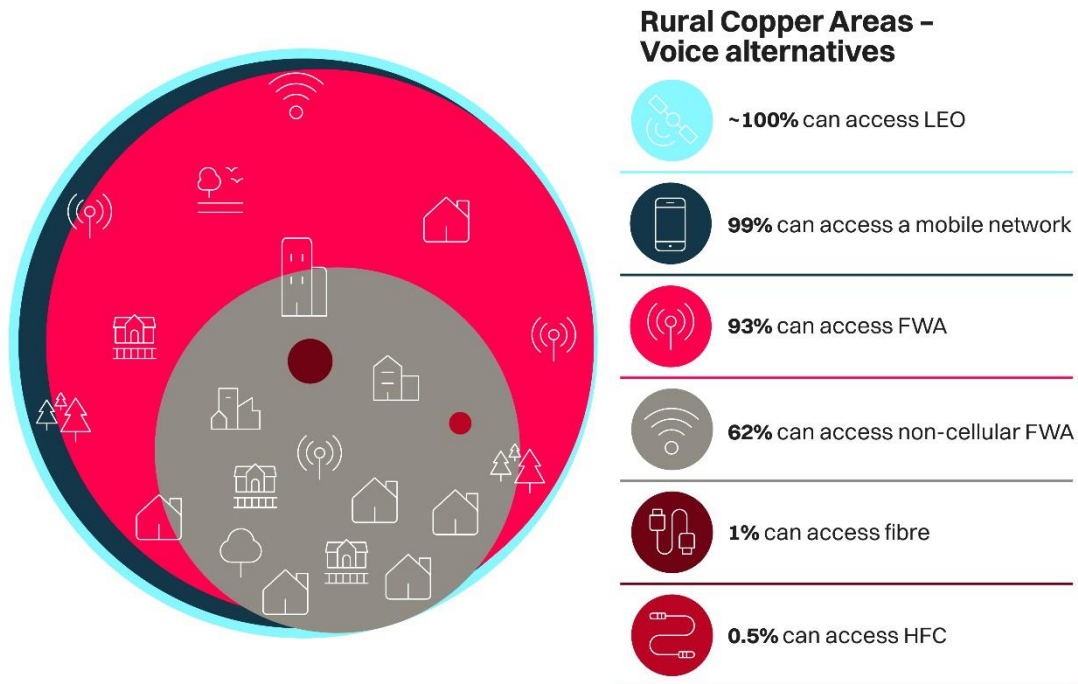 Rural Copper Areas –
Voice alternatives
~100% can access LEO
99% can access a mobile network
93% can access FWA
62% can access non-cellular FWA
1% can access fibre
0.5% can access HFC